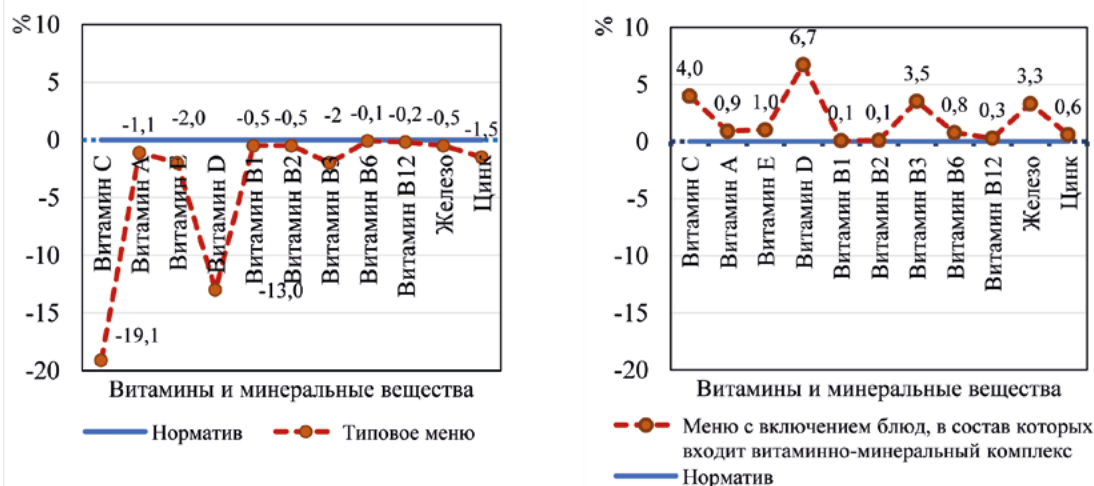 %
10
5
0
-5
-10
-15
-20
-1,1
-2,0
-0,5
-0,5
-2
-0,1
-0,2
-0,5
-1,5
-13,0
-19,1
Витамин C
Витамин A
Витамин E
Витамин D
Витамин B1
Витамин B2
Витамин B3
Витамин B6
Витамин B12
Железо
Цинк
Витамины и минеральные вещества
Норматив
Типовое меню
%
10
5
0
-5
-10
-15
-20
4,0
0,9
1,0
6,7
0,1
0,1
3,5
0,8
0,3
3,3
0,6
Витамин C
Витамин A
Витамин E
Витамин D
Витамин B1
Витамин B2
Витамин B3
Витамин B6
Витамин B12
Железо
Цинк
Витамины и минеральные вещества
Меню с включением блюд, в состав которых
входит витаминно-минеральный комплекс
Норматив